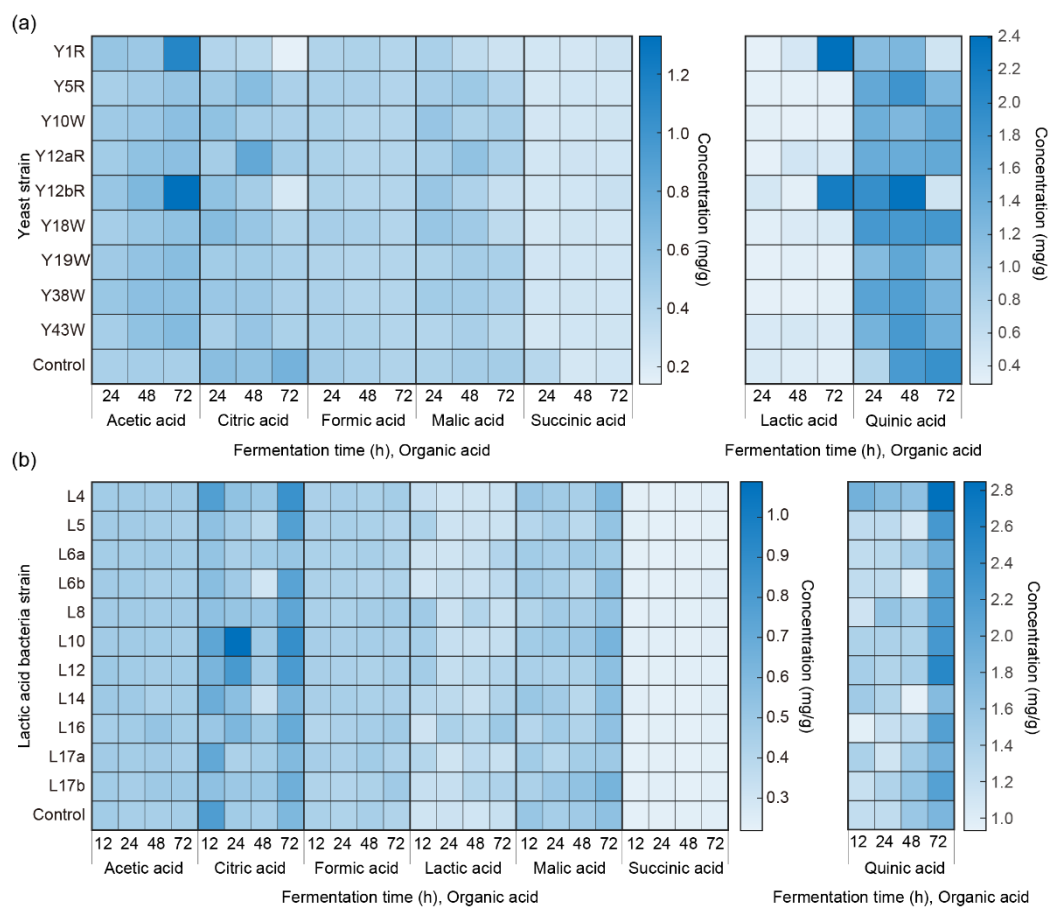 (a)
Y1R
Y5R
Y10W
Y12aR
Y12bR
Y18W
Y19W
Y38W
Y43W
Control
Yeast strain
24 48 72 24 48 72 24 48 72 24 48 72 24 48 72
Acetic acid Citric acid Formic acid Malic acid Succinic acid
Fermentation time (h), Organic acid
1.2
1.0
0.8
0.6
0.4
0.2
Concentration (mg/g)
24 48 72 24 48 72
Lactic acid Quinic acid
Fermentation time (h), Organic acid
2.4
2.2
2.0
1.8
1.6
1.4
1.2
1.0
0.8
0.6
0.4
Concentration (mg/g)
(b)
L4
L5
L6a
L6b
L8
L10
L12
L14
L16
L17a
L17b
Control
Lactic acid bacteria strain
12 24 48 72 12 24 48 72 12 24 48 72 12 24 48 72 12 24 48 72 12 24 48 72
Acetic acid Citric acid Formic acid Lactic acid Malic acid Succinic acid
Fermentation time (h), Organic acid
1.0
0.9
0.8
0.7
0.6
0.5
0.4
0.3
Concentration (mg/g)
12 24 48 72
Quinic acid
Fermentation time (h), Organic acid
2.8
2.6
2.4
2.2
2.0
1.8
1.6
1.4
1.2
1.0
Concentration (mg/g)